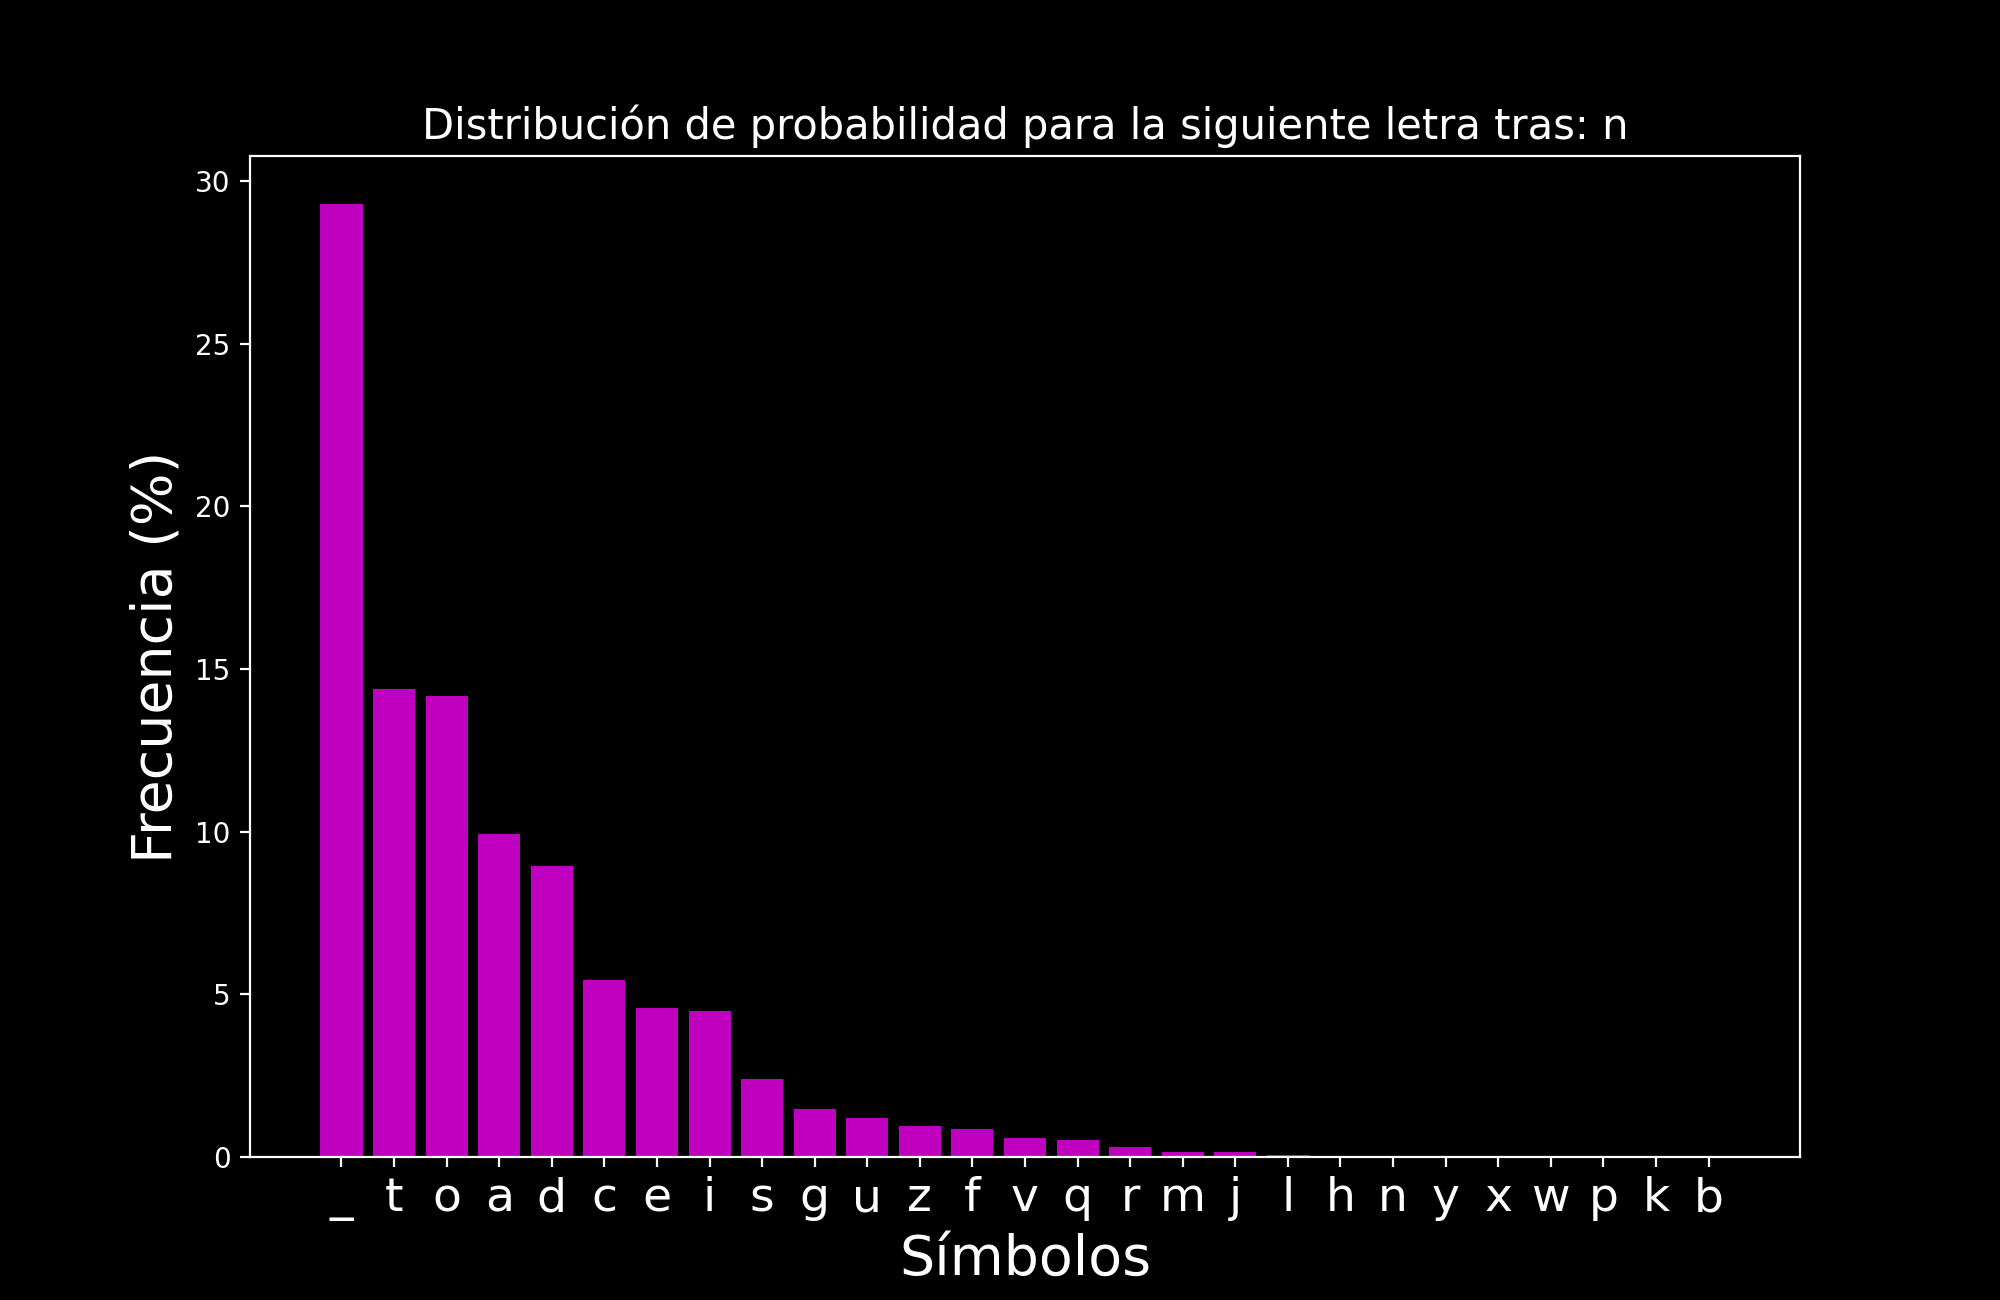 Distribución de probabilidad para la siguiente letra tras: n
Frecuencia (%)
30
25
20
15
10
5
0
_ t o a d c e i s g u z f v q r m j l h n y x w p k b
Símbolos